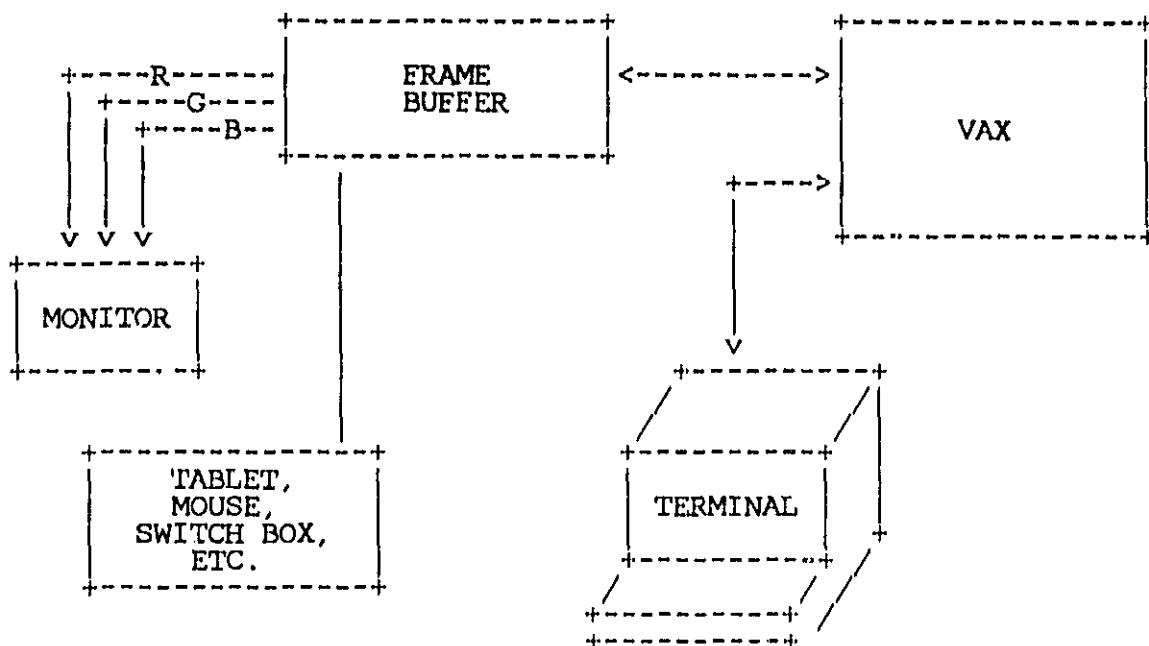 FRAME
BUFFER
R
G
B
VAX
MONITOR
TABLET,
MOUSE,
SWITCH BOX,
ETC.
TERMINAL